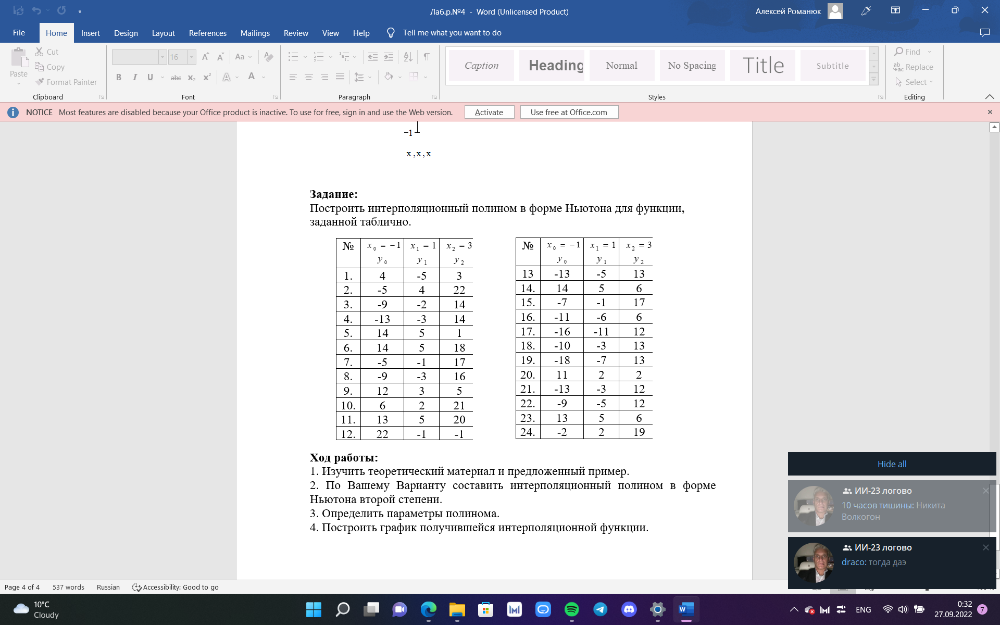 Лаб.р.№4 - Word (Unlicensed Product)
Алексей Романюк
File Home Insert Design Layout References Mailings Review View Help Tell me what you want to do
Paste
Cut
Copy
Format Painter
Clipboard
16
Font
Paragraph
Caption
Heading
Normal
No Spacing
Title
Subtitle
Styles
Find
Replace
Select
Editing
NOTICE Most features are disabled because your Office product is inactive. To use for free, sign in and use the Web version. Activate Use free at Office.com
−1
x ,x ,x
Задание:
Построить интерполяционный полином в форме Ньютона для функции,
заданной таблично.
№ x0 = −1 x1 = 1 x2 = 3
y0 y1 y2
1. 4 -5 3
2. -5 4 22
3. -9 -2 14
4. -13 -3 14
5. 14 5 1
6. 14 5 18
7. -5 -1 17
8. -9 -3 16
9. 12 3 5
10. 6 2 21
11. 13 5 20
12. 22 -1 -1
№ x0 = −1 x1 = 1 x2 = 3
y0 y1 y2
13 -13 -5 13
14. 14 5 6
15. -7 -1 17
16. -11 -6 6
17. -16 -11 12
18. -10 -3 13
19. -18 -7 13
20. 11 2 2
21. -13 -3 12
22. -9 -5 12
23. 13 5 6
24. -2 2 19
Ход работы:
1. Изучить теоретический материал и предложенный пример.
2. По Вашему Варианту составить интерполяционный полином в форме
Ньютона второй степени.
3. Определить параметры полинома.
4. Построить график получившейся интерполяционной функции.
Hide all
ИИ-23 логово
10 часов тишины: Никита
Волкогон
ИИ-23 логово
draco: тогда даэ
Page 4 of 4 537 words Russian Accessibility: Good to go
10°C
Cloudy
ENG
0:32
27.09.2022
7